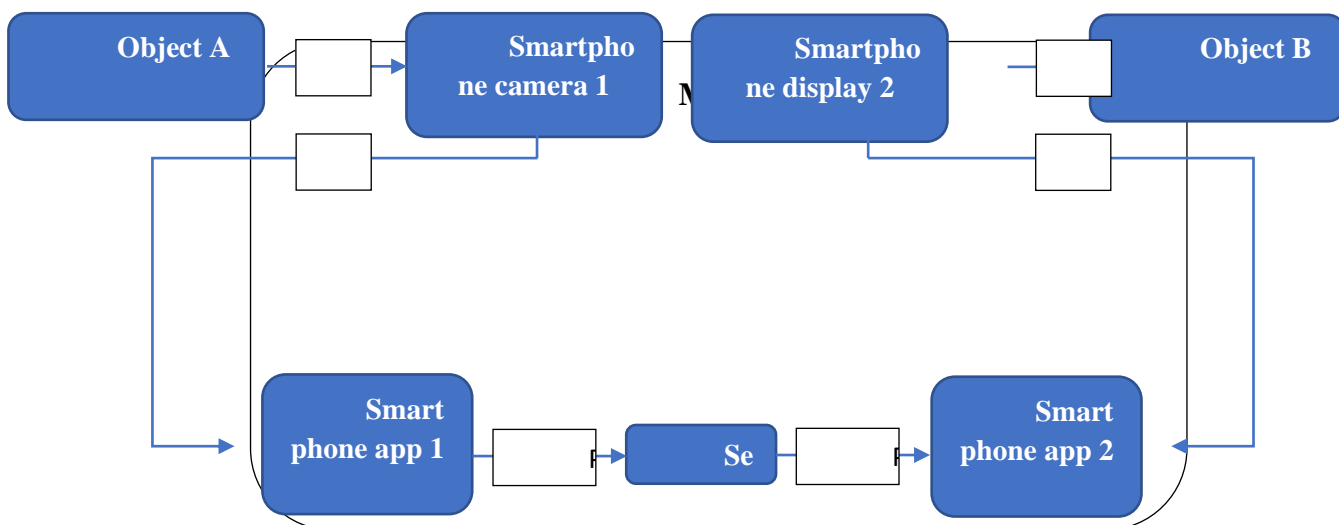 Object A
Smartpho
ne camera 1
Smartpho
ne display 2
Object B
Smart
phone app 1
Se
Smart
phone app 2